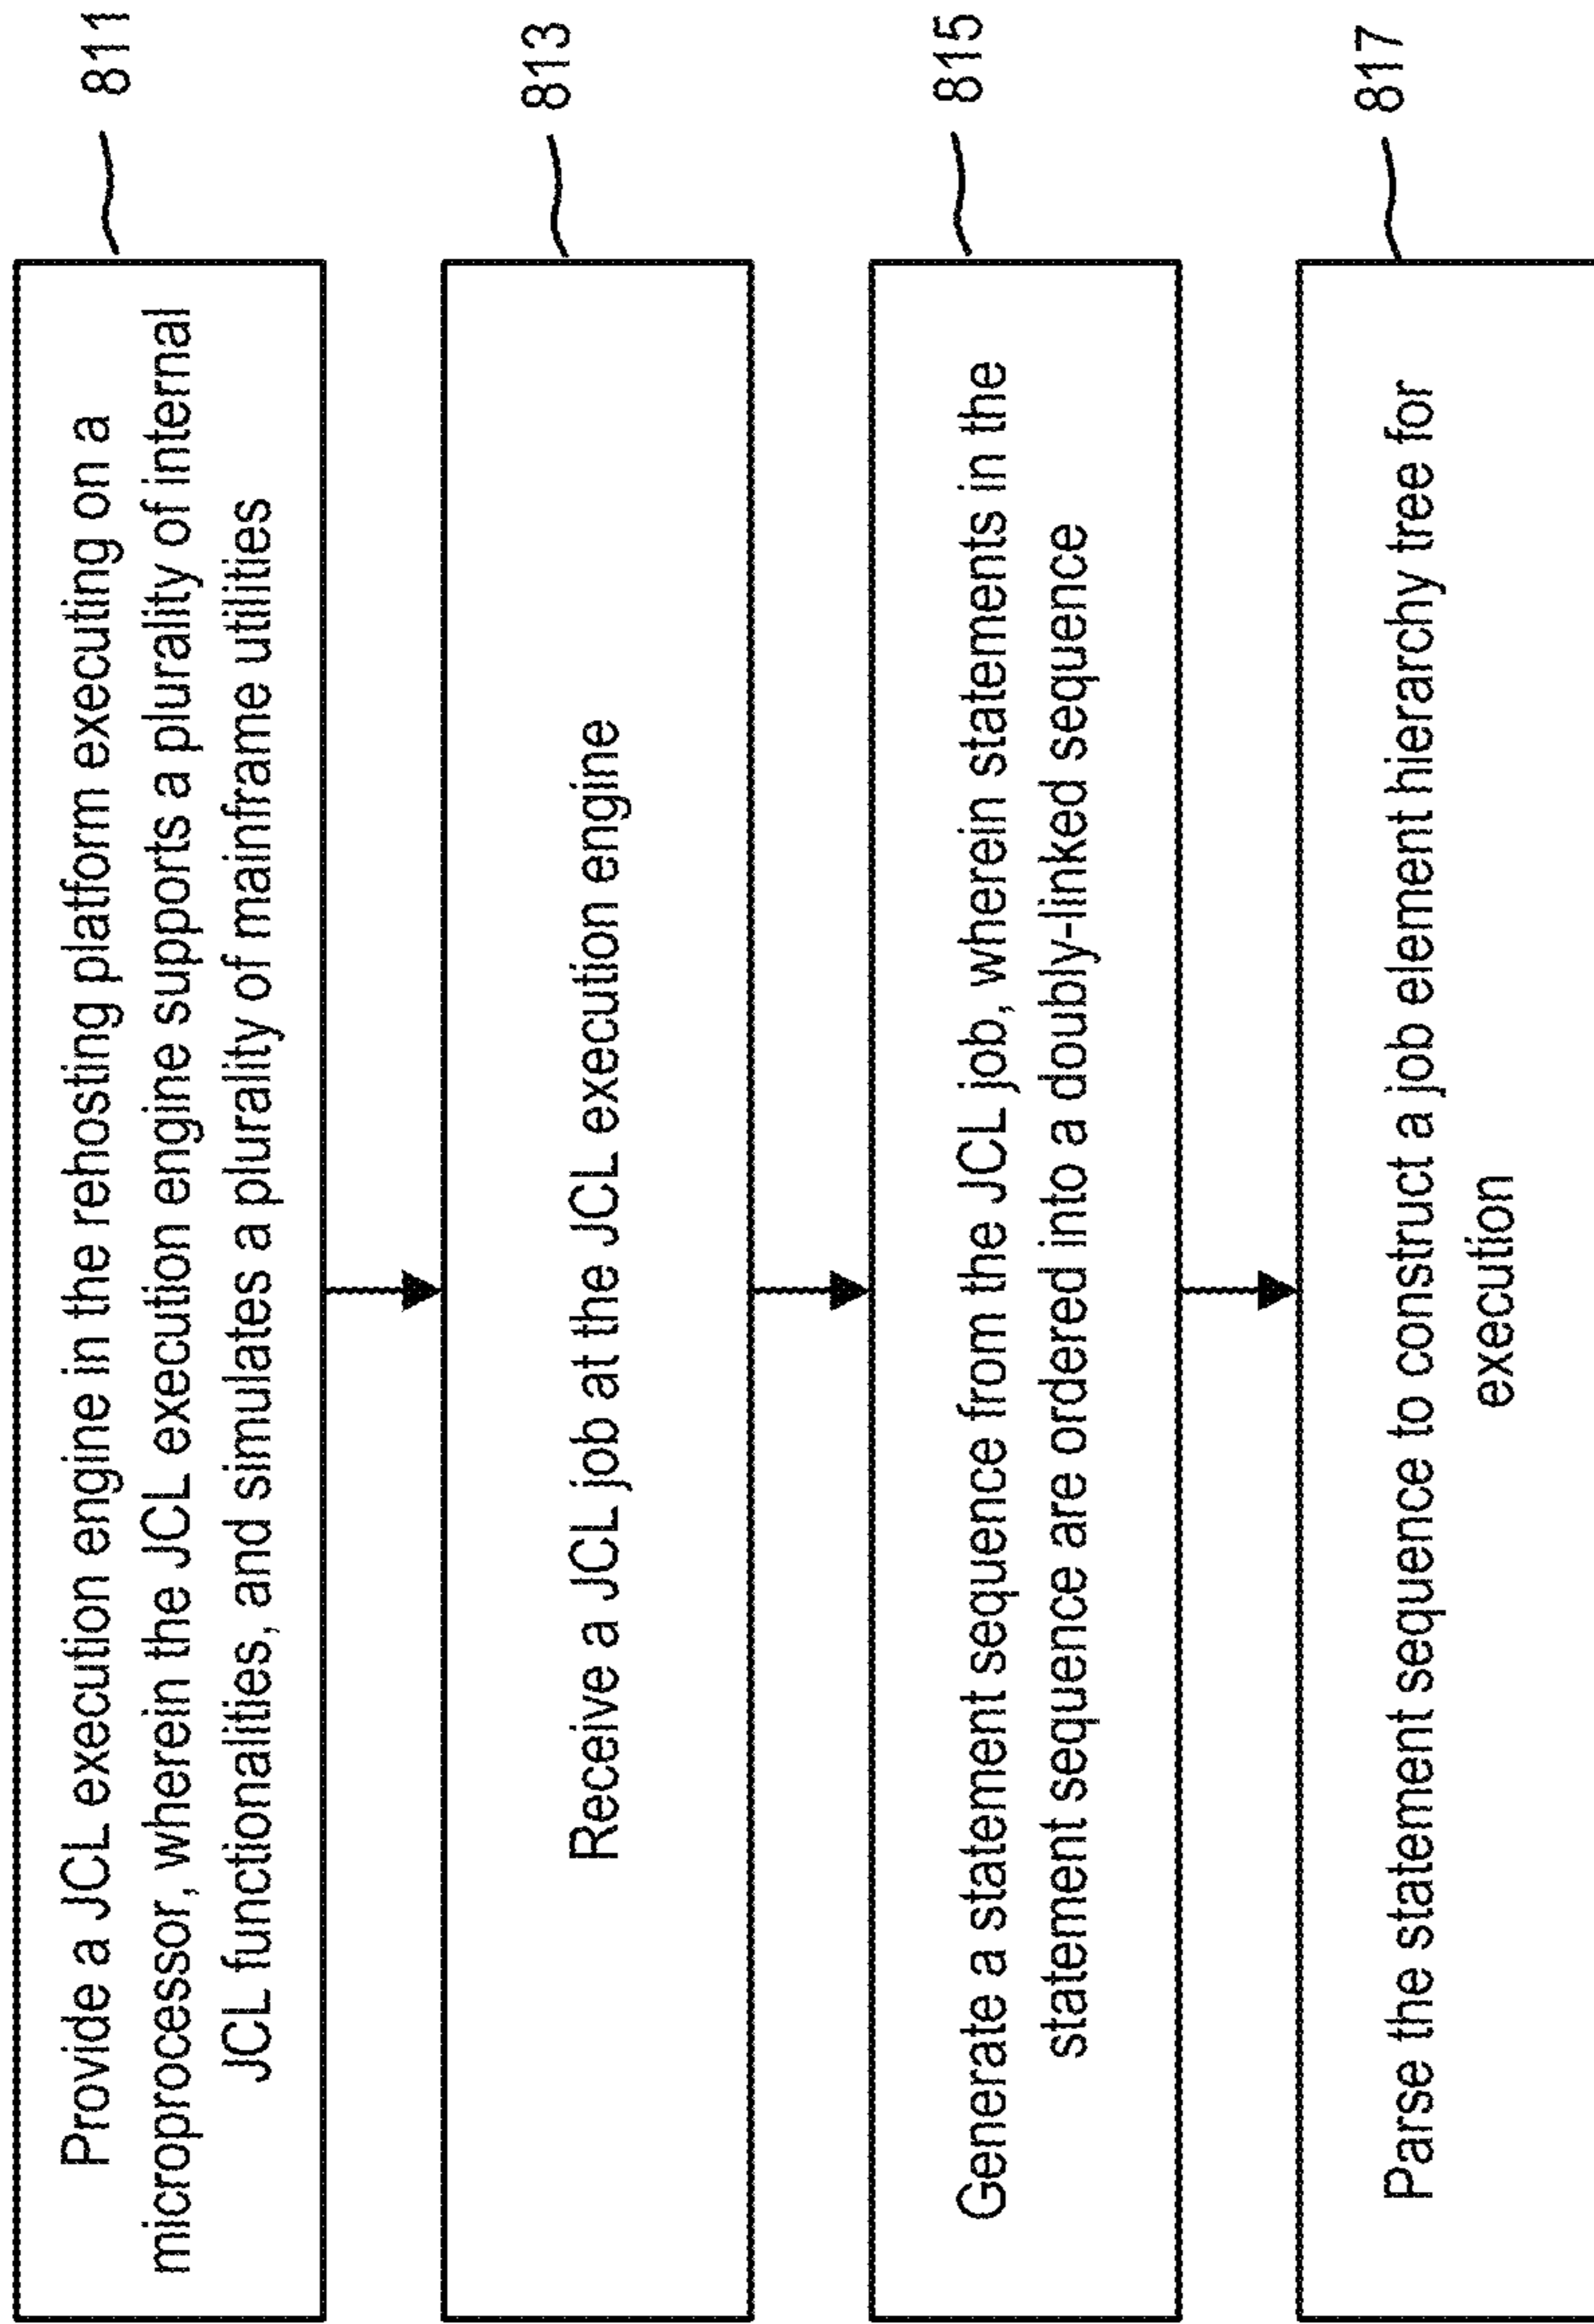 Provide a JCL execution engine in the rehosting platform executing on a
microprocessor, wherein the JCL execution engine supports a plurality of internal
JCL functionalities, and simulates a plurality of mainframe utilities
811
Receive a JCL job at the JCL execution engine
813
Generate a statement sequence from the JCL job, wherein statements in the
statement sequence are ordered into a doubly-linked sequence
815
Parse the statement sequence to construct a job element hierarchy tree for
execution
817